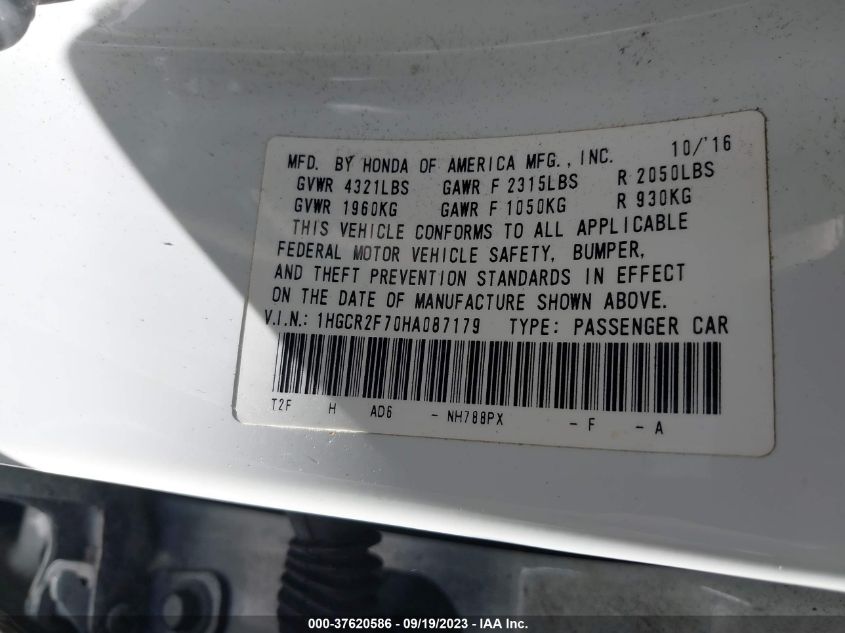 MFD. BY HONDA OF AMERICA MFG., INC. 10/'16
GVWR 4321LBS GAWR F 2315LBS R 2050LBS
GVWR 1960KG GAWR F 1050KG R 930KG
THIS VEHICLE CONFORMS TO ALL APPLICABLE
FEDERAL MOTOR VEHICLE SAFETY, BUMPER,
AND THEFT PREVENTION STANDARDS IN EFFECT
ON THE DATE OF MANUFACTURE SHOWN ABOVE.
V.I.N.: 1HGCR2F70HA087179 TYPE: PASSENGER CAR
T2F H AD6 - NH788PX - F - A
000-37620586 - 09/19/2023 - IAA Inc.